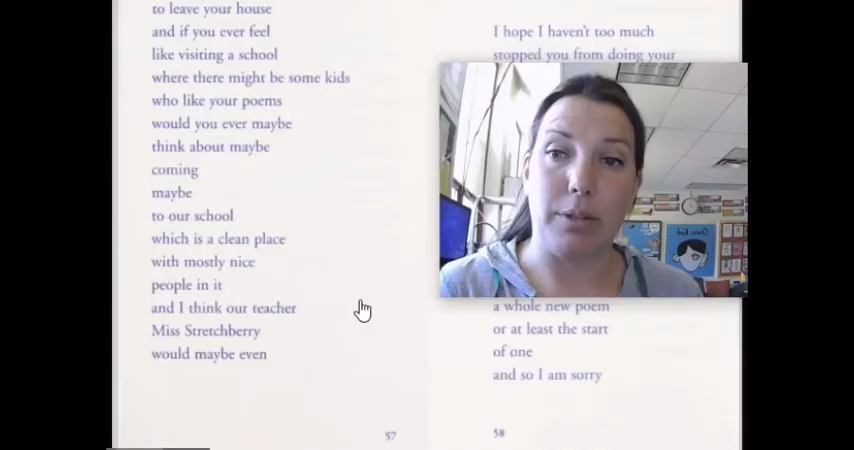 to leave your house
and if you ever feel
like visiting a school
where there might be some kids
who like your poems
would you ever maybe
think about maybe
coming
maybe
to our school
which is a clean place
with mostly nice
people in it
and I think our teacher
Miss Stretchberry
would maybe even
57
I hope I haven't too much
stopped you from doing your
a whole new poem
or at least the start
of one
and so I am sorry
58